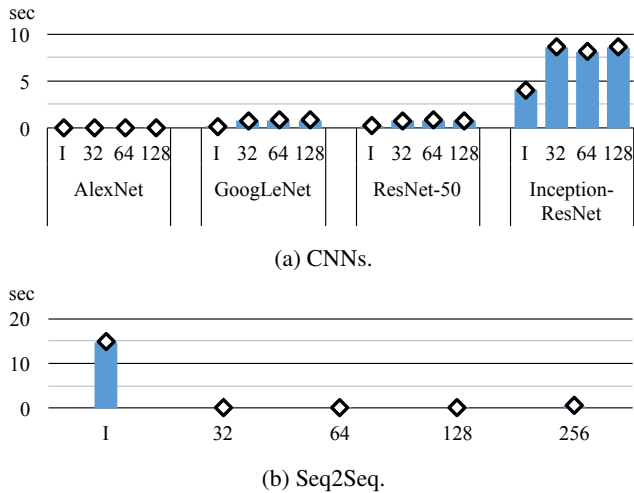 sec
10
5
0
I 32 64 128 I 32 64 128 I 32 64 128 I 32 64 128
AlexNet GoogLeNet ResNet-50 Inception-
ResNet
(a) CNNs.
sec
20
10
0
I 32 64 128 256
(b) Seq2Seq.